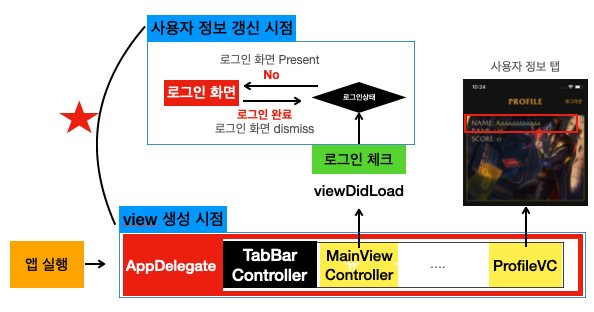 사용자 정보 갱신 시점
로그인 화면 Present
No
로그인 화면
로그인상태
로그인 완료
로그인 화면 dismiss
로그인 체크
viewDidLoad
사용자 정보 탭
10:24
PROFILE
로그아웃
NAME: Aaaaaaaaaaa
SCORE: 0
view 생성 시점
앱 실행
AppDelegate
TabBar
Controller
MainView
Controller
....
ProfileVC